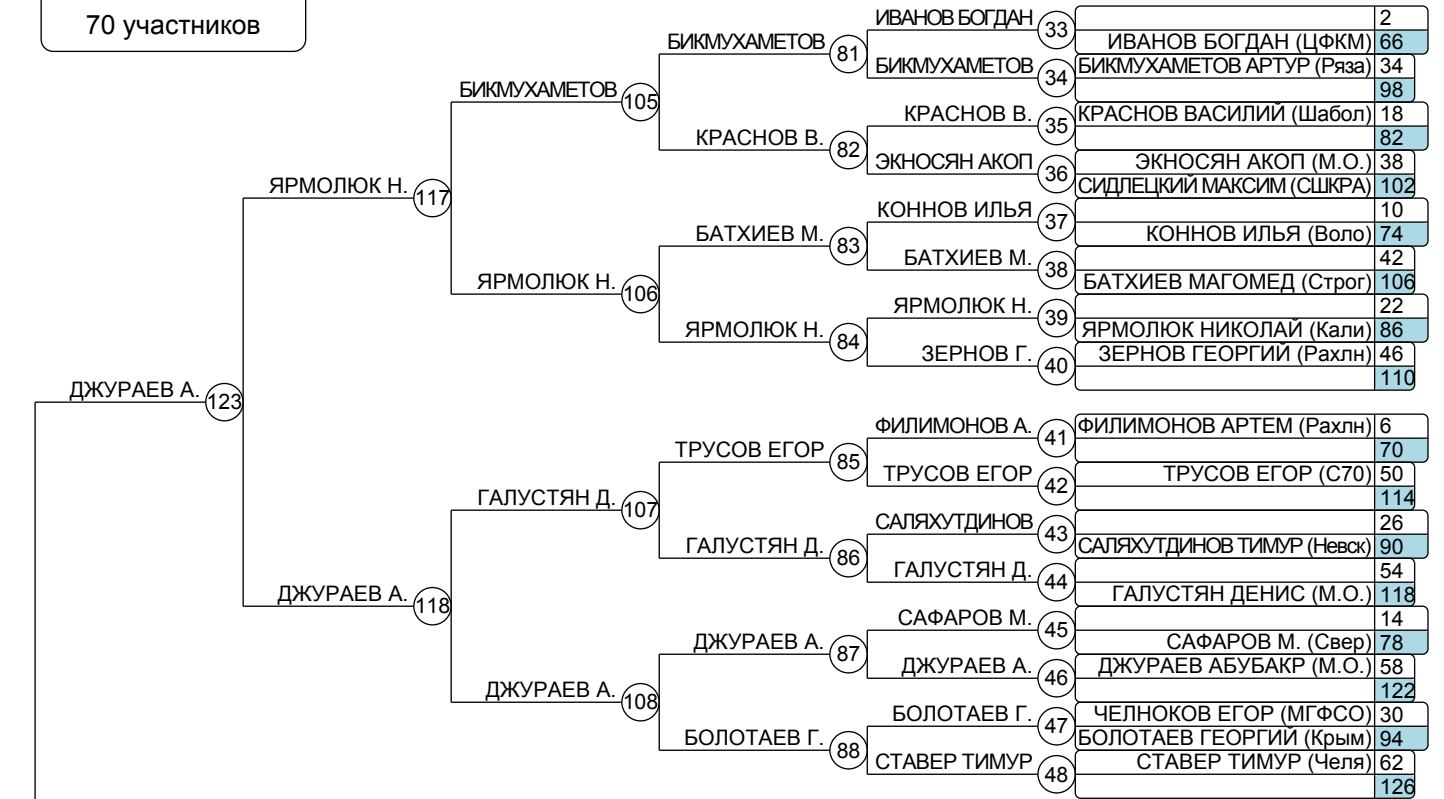 70 участников
ИВАНОВ БОГДАН 33 2
БИКМУХАМЕТОВ 81 ИВАНОВ БОГДАН (ЦФКМ) 66
БИКМУХАМЕТОВ 34 БИКМУХАМЕТОВ АРТУР (Ряза) 34
БИКМУХАМЕТОВ 105 98
КРАСНОВ В. 35 КРАСНОВ ВАСИЛИЙ (Шабол) 18
КРАСНОВ В. 82 82
ЭКНОСЯН АКОП 36 ЭКНОСЯН АКОП (М.О.) 38
ЯРМОЛЮК Н. 117 СИДЛЕЦКИЙ МАКСИМ (СШКРА) 102
КОННОВ ИЛЬЯ 37 10
БАТХИЕВ М. 83 КОННОВ ИЛЬЯ (Воло) 74
БАТХИЕВ М. 38 42
ЯРМОЛЮК Н. 106 БАТХИЕВ МАГОМЕД (Строг) 106
ЯРМОЛЮК Н. 39 22
ЯРМОЛЮК Н. 84 ЯРМОЛЮК НИКОЛАЙ (Кали) 86
ЗЕРНОВ Г. 40 ЗЕРНОВ ГЕОРГИЙ (Рахлн) 46
110
ДЖУРАЕВ А. 123
ФИЛИМОНОВ А. 41 ФИЛИМОНОВ АРТЕМ (Рахлн) 6
ТРУСОВ ЕГОР 85 70
ТРУСОВ ЕГОР 42 ТРУСОВ ЕГОР (С70) 50
ГАЛУСТЯН Д. 107 114
САЛЯХУТДИНОВ 43 26
ГАЛУСТЯН Д. 86 САЛЯХУТДИНОВ ТИМУР (Невск) 90
ГАЛУСТЯН Д. 44 54
ДЖУРАЕВ А. 118 ГАЛУСТЯН ДЕНИС (М.О.) 118
САФАРОВ М. 45 14
ДЖУРАЕВ А. 87 САФАРОВ М. (Свер) 78
ДЖУРАЕВ А. 46 ДЖУРАЕВ АБУБАКР (М.О.) 58
ДЖУРАЕВ А. 108 122
БОЛОТАЕВ Г. 47 ЧЕЛНОКОВ ЕГОР (МГФСО) 30
БОЛОТАЕВ Г. 88 БОЛОТАЕВ ГЕОРГИЙ (Крым) 94
СТАВЕР ТИМУР 48 СТАВЕР ТИМУР (Челя) 62
126